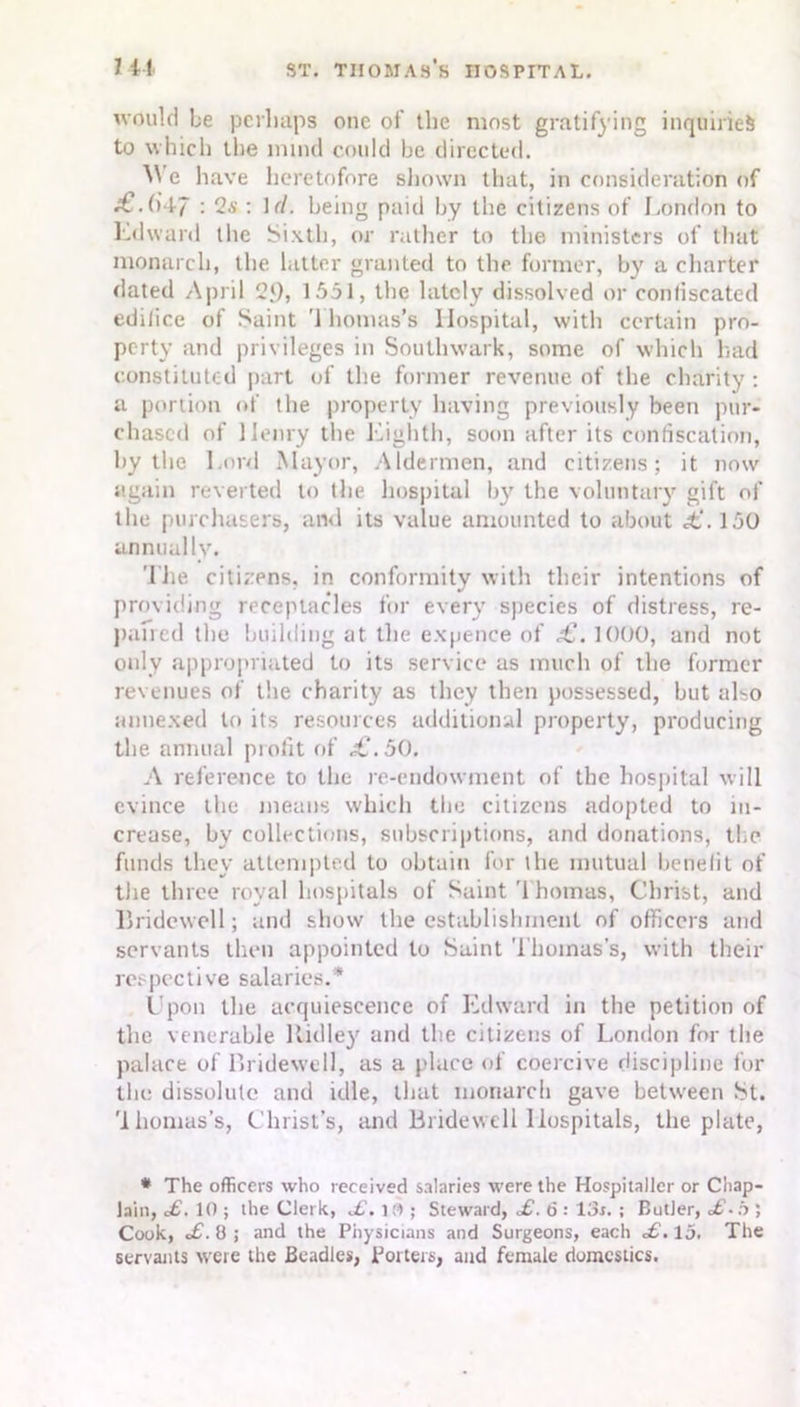 144 ST. THOMAS'S HOSPITAL.
would be perhaps one of the most gratifying inquiries
to which the mind could be directed.
We have heretofore shown that, in consideration of
£.647 : 2s : 1d. being paid by the citizens of London to
Edward the Sixth, or rather to the ministers of that
monarch, the latter granted to the former, by a charter
dated April 29, 1551, the lately dissolved or confiscated
edifice of Saint Thomas's Hospital, with certain pro-
perty and privileges in Southwark, some of which had
constituted part of the former revenue of the charity :
a portion of the property having previously been pur-
chased of Henry the Eighth, soon after its confiscation,
by the Lord Mayor, Aldermen, and citizens; it now
again reverted to the hospital by the voluntary gift of
the purchasers, and its value amounted to about £. 150
annually.
The citizens, in conformity with their intentions of
providing receptacles for every species of distress, re-
paired the building at the expence of £. 1000, and not
only appropriated to its service as much of the former
revenues of the charity as they then possessed, but also
annexed to its resources additional property, producing
the annual profit of £.50.
A reference to the re-endowment of the hospital will
evince the means which the citizens adopted to in-
crease, by collections, subscriptions, and donations, the
funds they attempted to obtain for the mutual benefit of
the three royal hospitals of Saint Thomas, Christ, and
Bridewell; and show the establishment of officers and
servants then appointed to Saint Thomas's, with their
respective salaries.*
Upon the acquiescence of Edward in the petition of
the venerable Ridley and the citizens of London for the
palace of Bridewell, as a place of coercive discipline for
the dissolute and idle, that monarch gave between St.
Thomas's, Christ's, and Bridewell Hospitals, the plate,
* The officers who received salaries were the Hospitaller or Chap-
lain, £. 10 ; the Clerk, £. 10 ; Steward, £. 6 : 13s. ; Butler, £. 5 ;
Cook, £. 8 ; and the Physicians and Surgeons, each £. 15. The
servants were the Beadles, Porters, and female domestics.